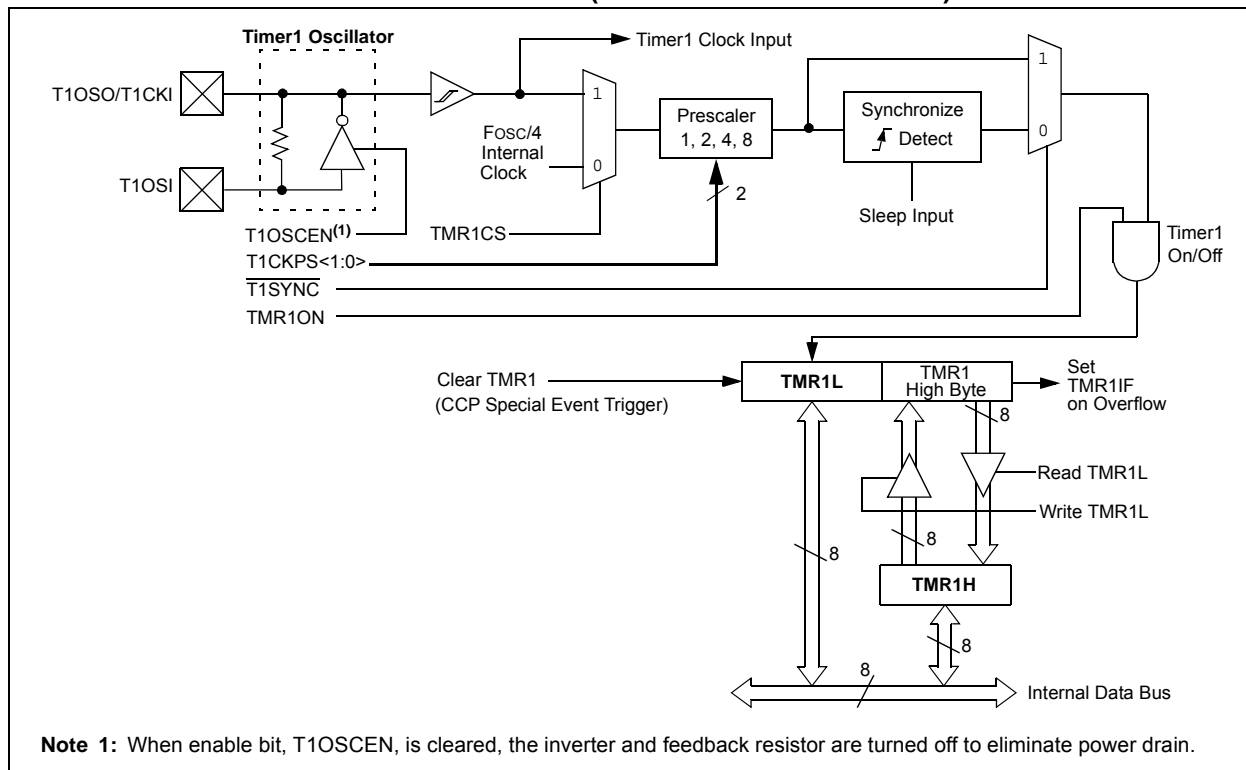 Timer1 Oscillator
Timer1 Clock Input
T1OSO/T1CKI
T1OSI
1
0
FOSC/4
Internal
Clock
Prescaler
1, 2, 4, 8
2
Synchronize
Detect
Sleep Input
1
0
T1OSCEN(1)
TMR1CS
T1CKPS<1:0>
T1SYNC
TMR1ON
Timer1
On/Off
Clear TMR1
(CCP Special Event Trigger)
TMR1L
TMR1
High Byte
Set
TMR1IF
on Overflow
8
Read TMR1L
Write TMR1L
8
8
TMR1H
8
8
Internal Data Bus
Note 1: When enable bit, T1OSCEN, is cleared, the inverter and feedback resistor are turned off to eliminate power drain.